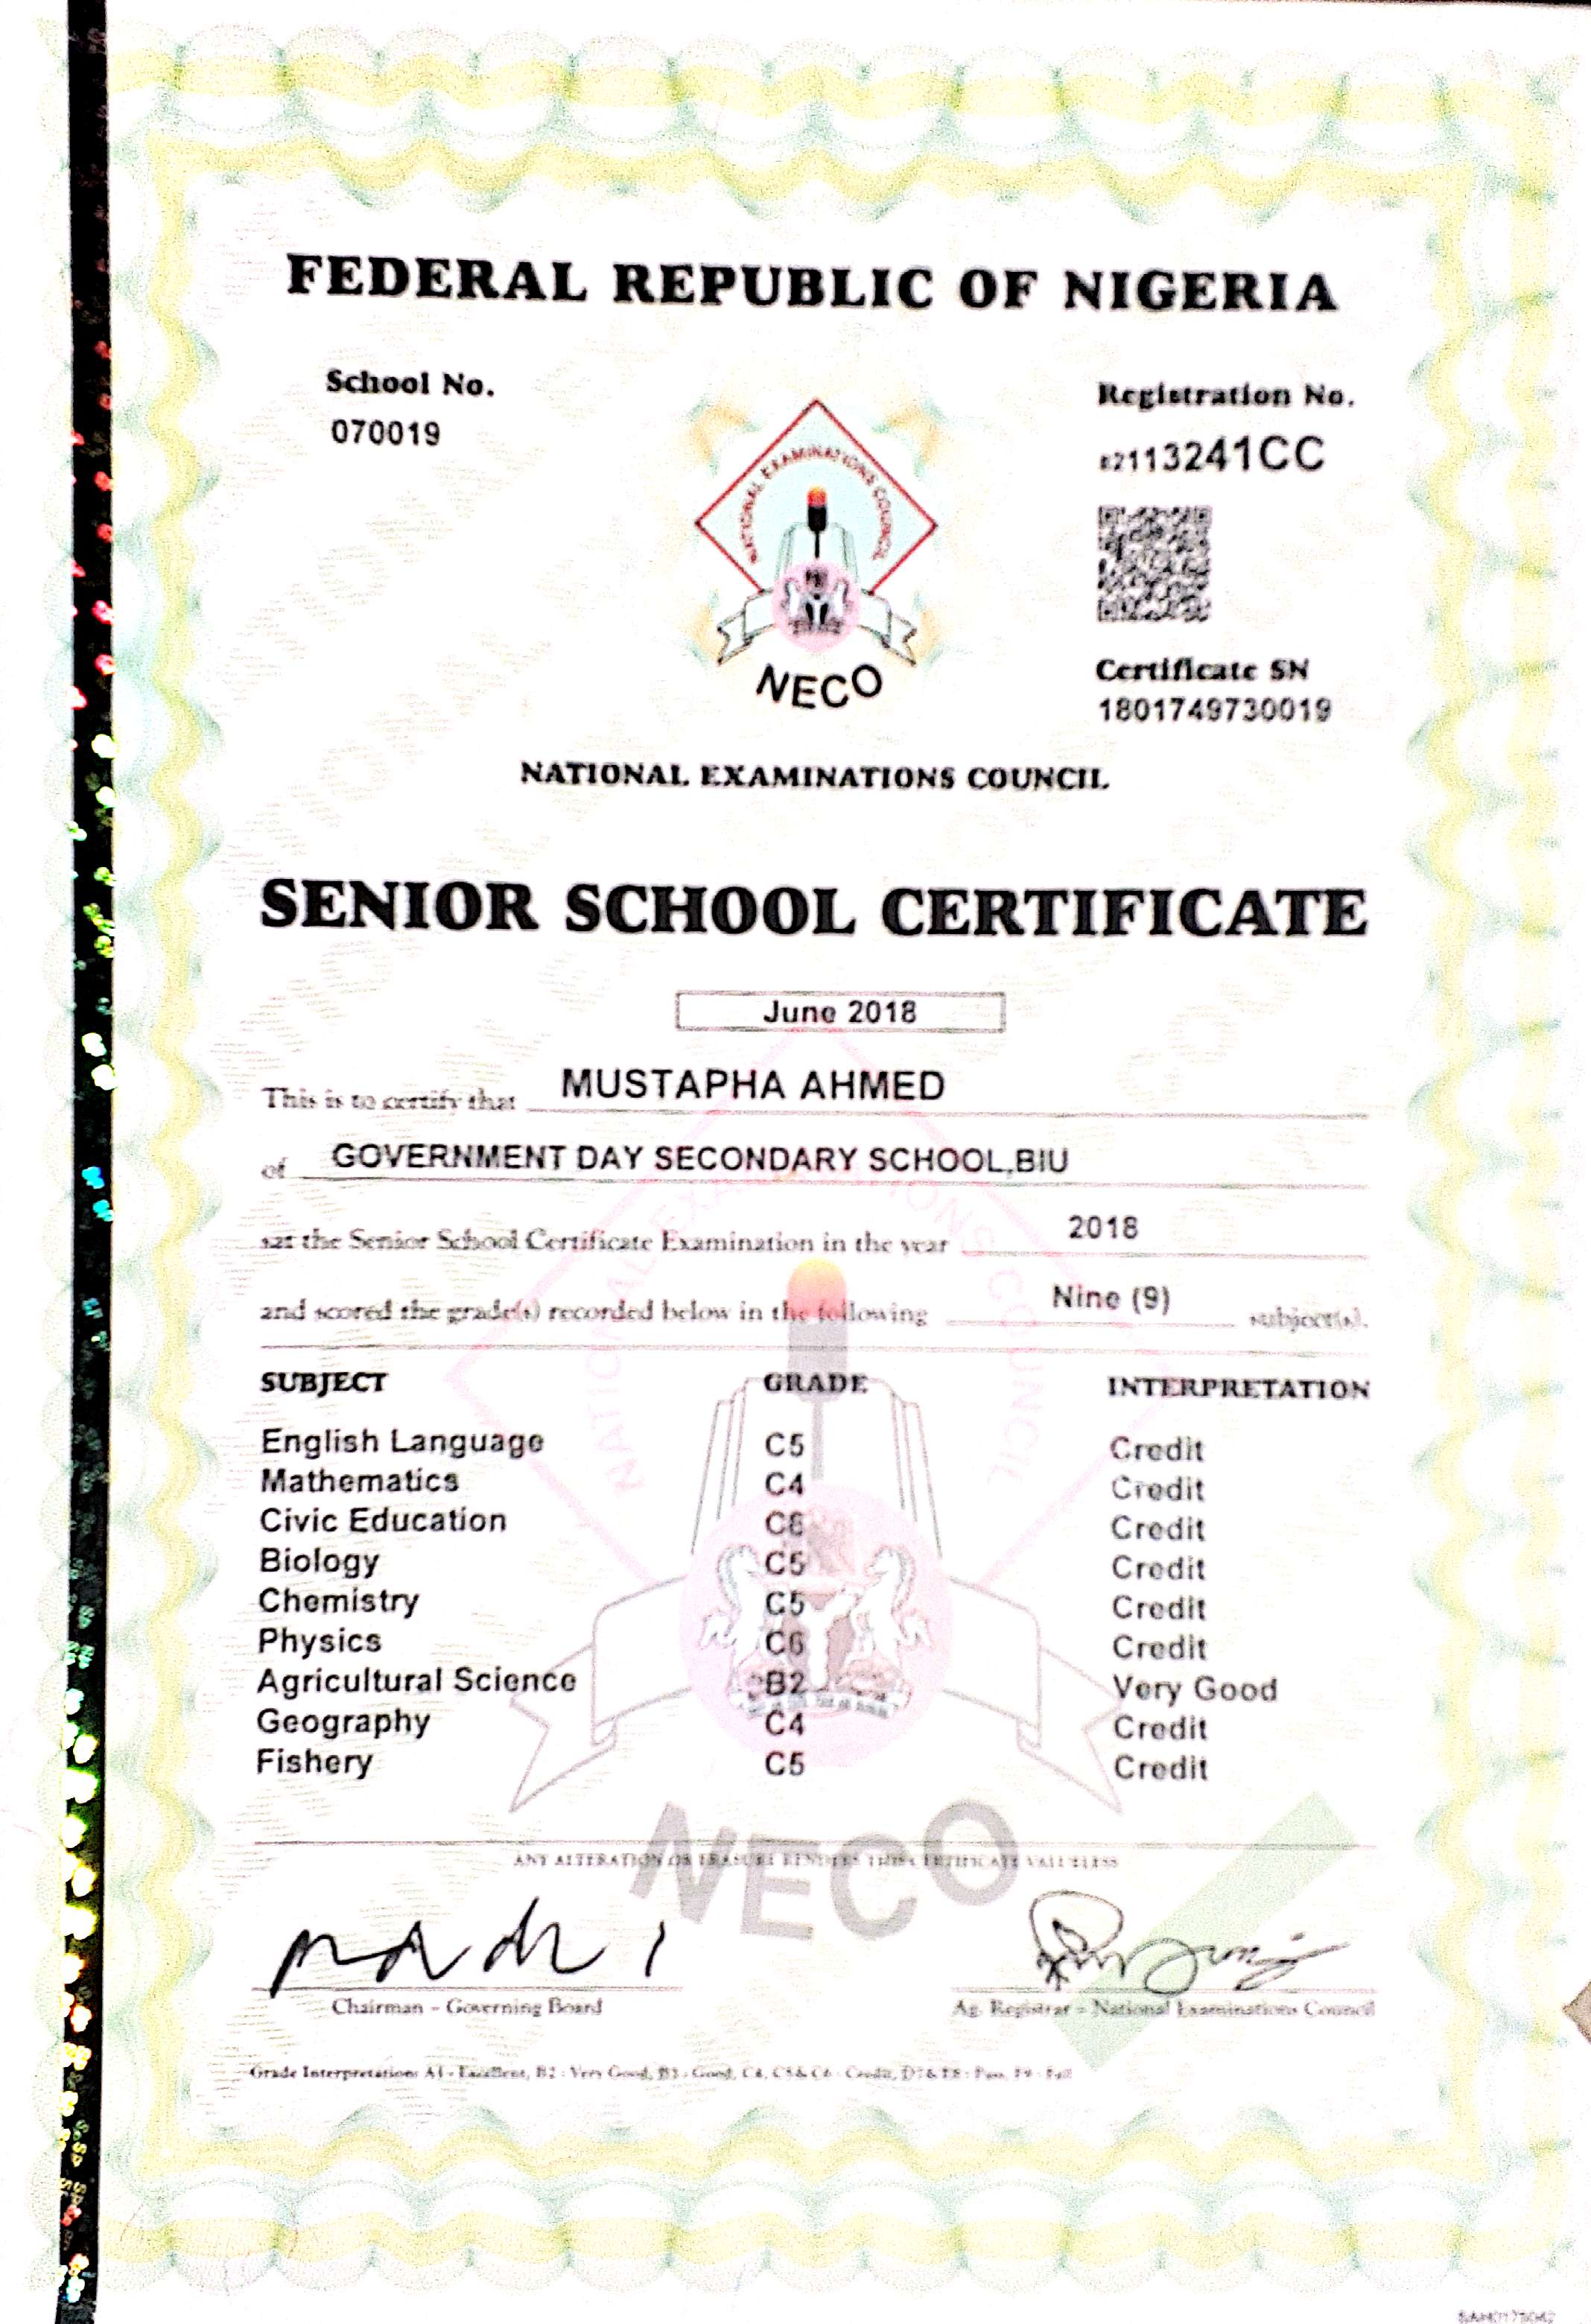 FEDERAL REPUBLIC OF NIGERIA
School No.
070019
Registration No.
82113241CC
NATIONAL EXAMINATIONS COUNCIL
NECO
Certificate SN
1801749730019
NATIONAL EXAMINATIONS COUNCIL
SENIOR SCHOOL CERTIFICATE
June 2018
This is to certify that MUSTAPHA AHMED
of GOVERNMENT DAY SECONDARY SCHOOL,BIU
sat the Senior School Certificate Examination in the year 2018
and scored the grade(s) recorded below in the following Nine (9) subject(s).
SUBJECT GRADE INTERPRETATION
English Language C5 Credit
Mathematics C4 Credit
Civic Education C6 Credit
Biology C5 Credit
Chemistry C5 Credit
Physics C6 Credit
Agricultural Science B2 Very Good
Geography C4 Credit
Fishery C5 Credit
NATIONAL EXAMINATIONS COUNCIL
NECO
ANY ALTERATION OR ERASURE RENDERS THIS CERTIFICATE VALUELESS
Chairman - Governing Board
Ag. Registrar - National Examinations Council
Grade Interpretation: A1 - Excellent, B2 - Very Good, B3 - Good, C4, C5 & C6 - Credit, D7 & E8 - Pass, F9 - Fail